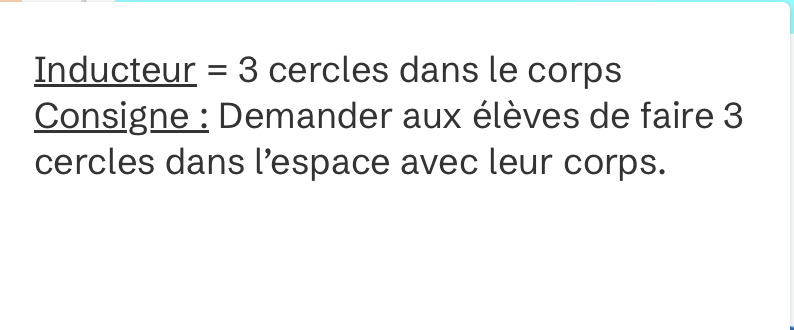 Inducteur = 3 cercles dans le corps
Consigne : Demander aux élèves de faire 3
cercles dans l’espace avec leur corps.